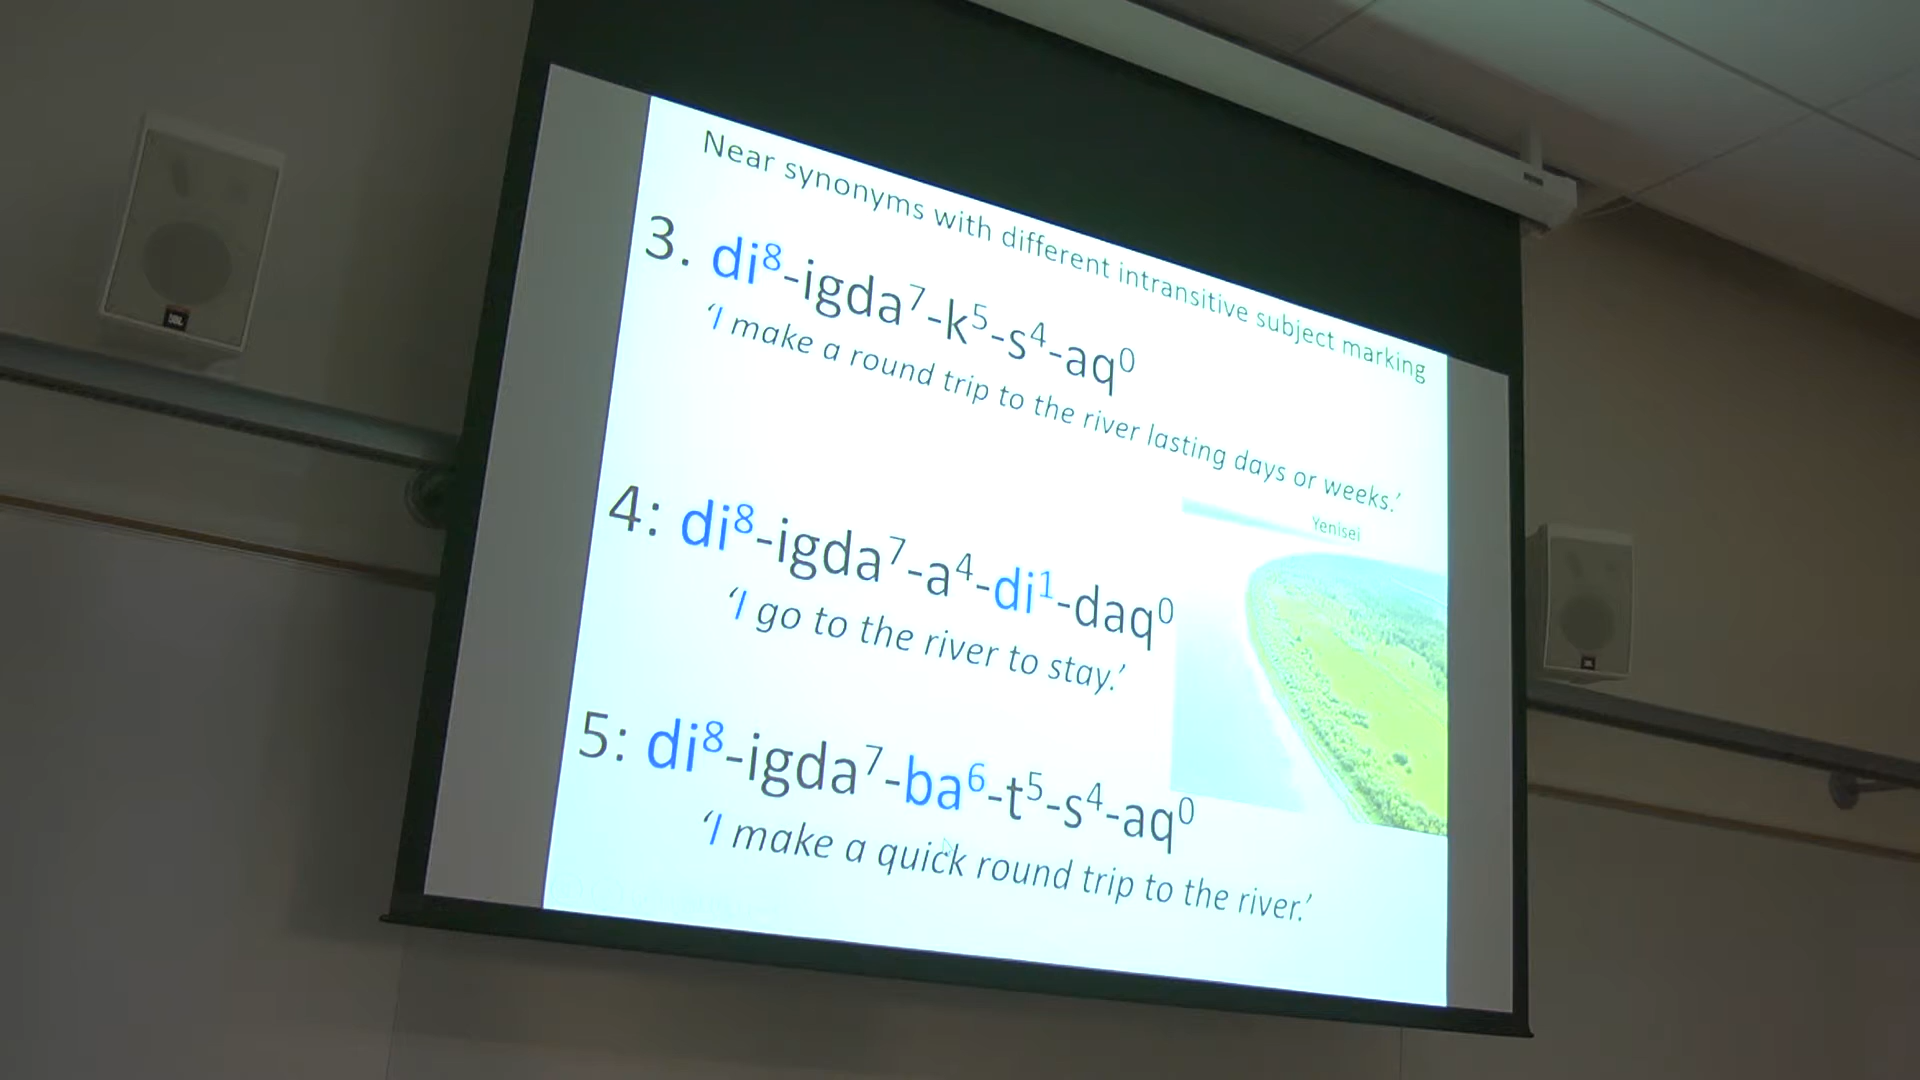 Near synonyms with different intransitive subject marking
3. di⁸-igda⁷-k⁵-s⁴-aq⁰
‘I make a round trip to the river lasting days or weeks.’
Yenisei
4: di⁸-igda⁷-a⁴-di¹-daq⁰
‘I go to the river to stay.’
5: di⁸-igda⁷-ba⁶-t⁵-s⁴-aq⁰
‘I make a quick round trip to the river.’
JBL
JBL